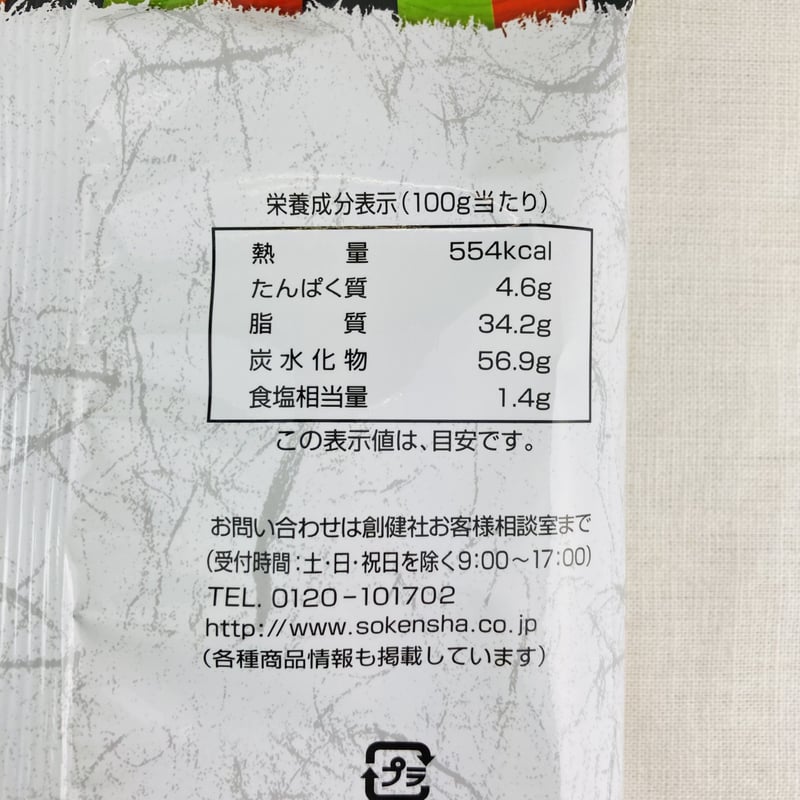 栄養成分表示(100g当たり)
熱量 554kcal
たんぱく質 4.6g
脂質 34.2g
炭水化物 56.9g
食塩相当量 1.4g
この表示値は、目安です。
お問い合わせは創健社お客様相談室まで
(受付時間:土・日・祝日を除く9:00~17:00)
TEL. 0120-101702
http://www.sokensha.co.jp
(各種商品情報も掲載しています)
プラ